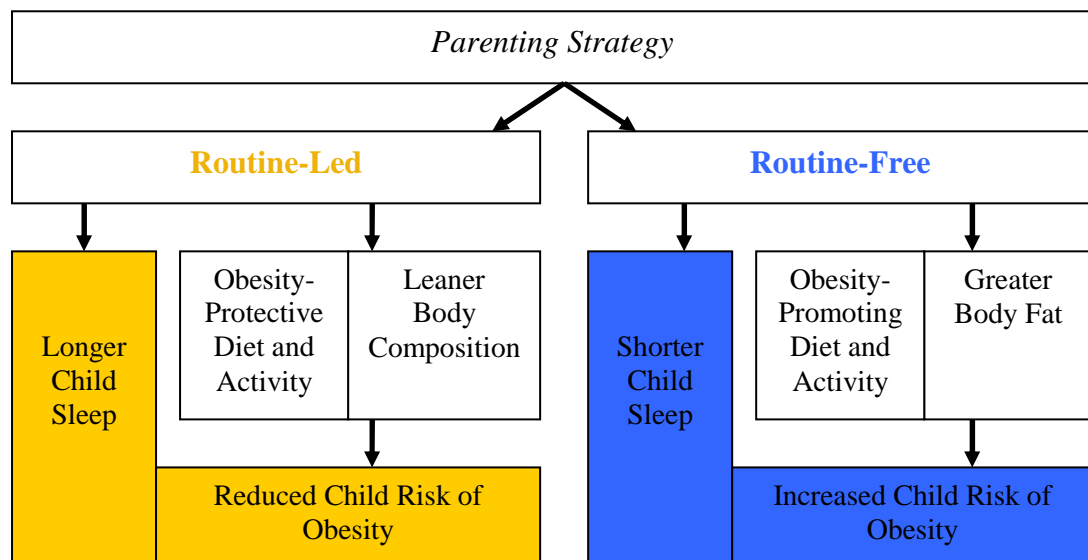 Parenting Strategy
Routine-Led
Routine-Free
Longer
Child
Sleep
Obesity-
Protective
Diet and
Activity
Leaner
Body
Composition
Reduced Child Risk of
Obesity
Shorter
Child
Sleep
Obesity-
Promoting
Diet and
Activity
Greater
Body Fat
Increased Child Risk of
Obesity